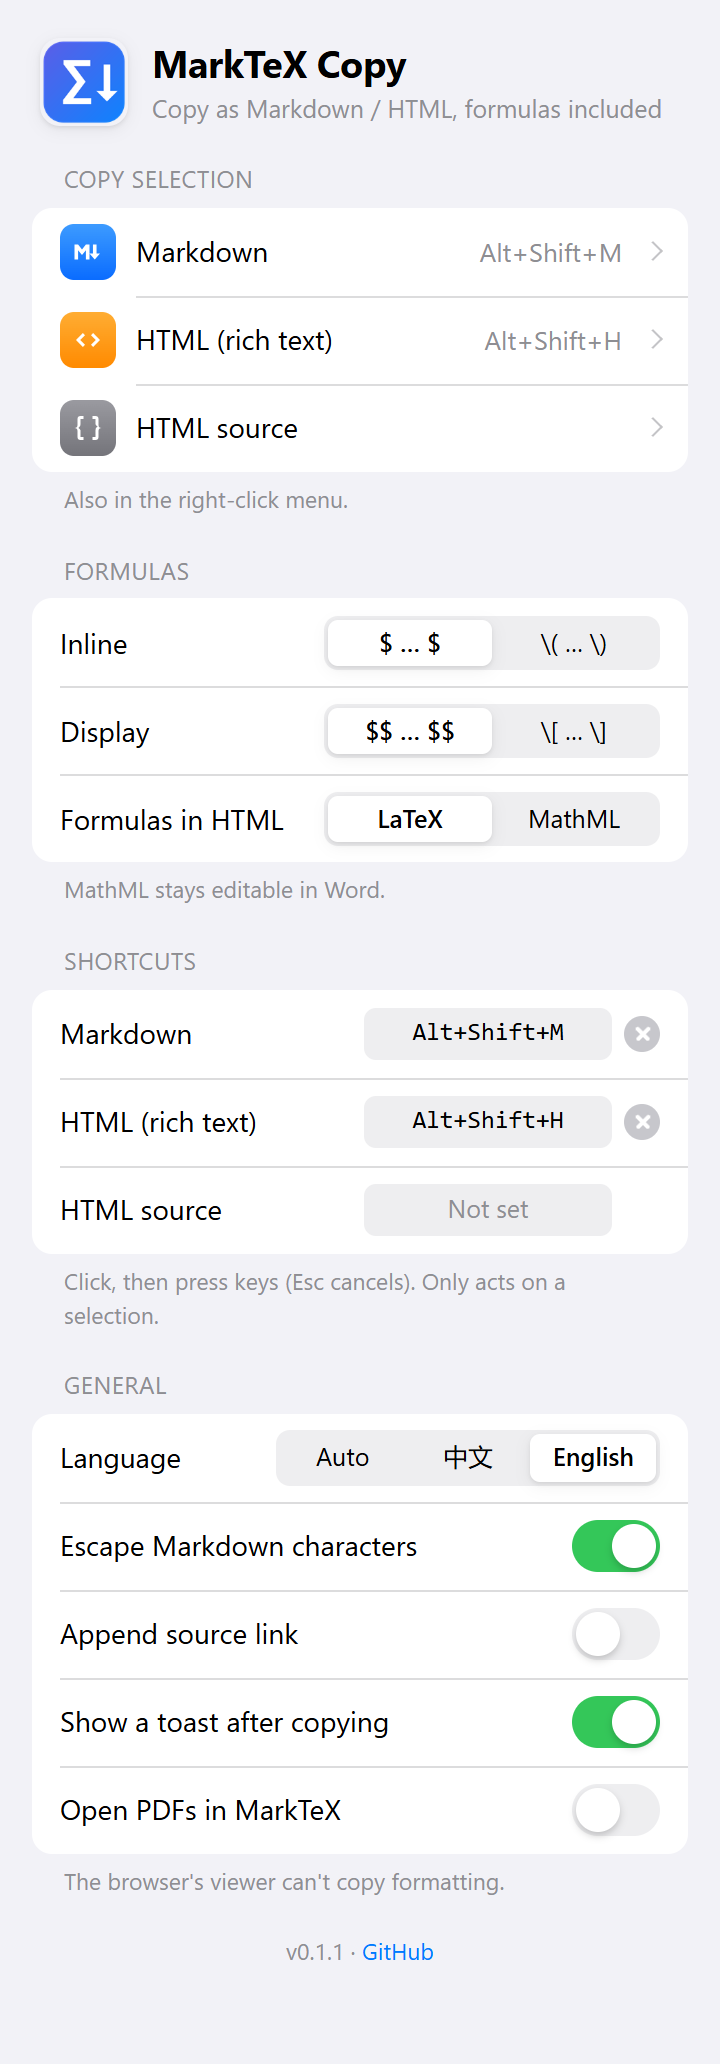 Σ↓
MarkTeX Copy
Copy as Markdown / HTML, formulas included
COPY SELECTION
M↓ Markdown Alt+Shift+M
<> HTML (rich text) Alt+Shift+H
{ } HTML source
Also in the right-click menu.
FORMULAS
Inline $ ... $ \( ... \)
Display $$ ... $$ \[ ... \]
Formulas in HTML LaTeX MathML
MathML stays editable in Word.
SHORTCUTS
Markdown Alt+Shift+M
HTML (rich text) Alt+Shift+H
HTML source Not set
Click, then press keys (Esc cancels). Only acts on a
selection.
GENERAL
Language Auto 中文 English
Escape Markdown characters
Append source link
Show a toast after copying
Open PDFs in MarkTeX
The browser's viewer can't copy formatting.
v0.1.1 · GitHub